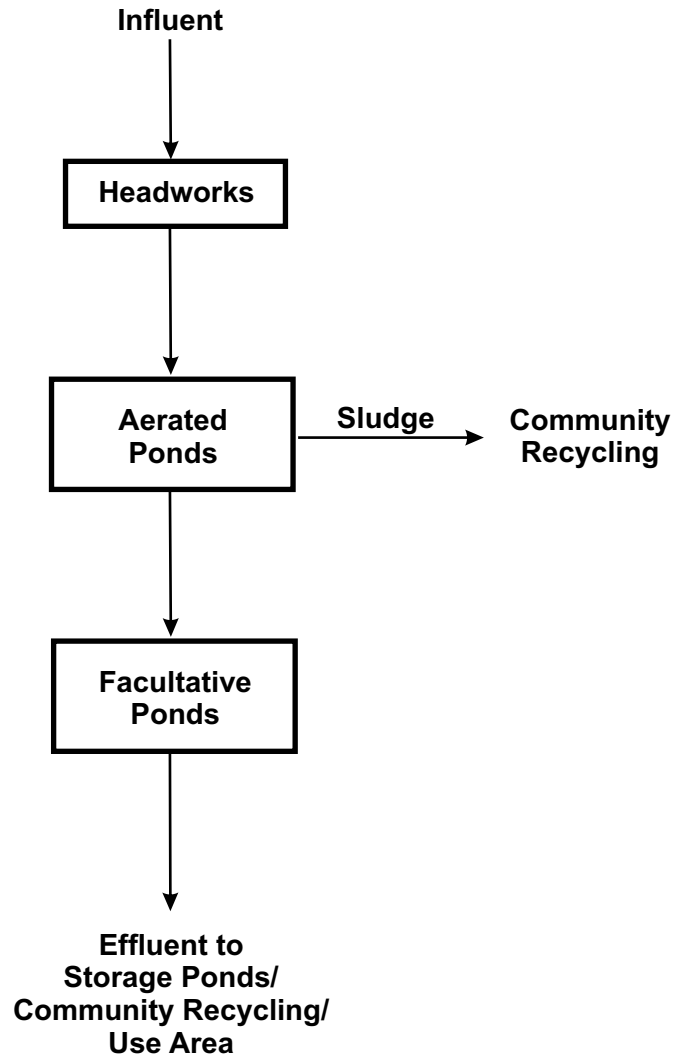 Influent
Headworks
Aerated
Ponds
Sludge
Community
Recycling
Facultative
Ponds
Effluent to
Storage Ponds/
Community Recycling/
Use Area